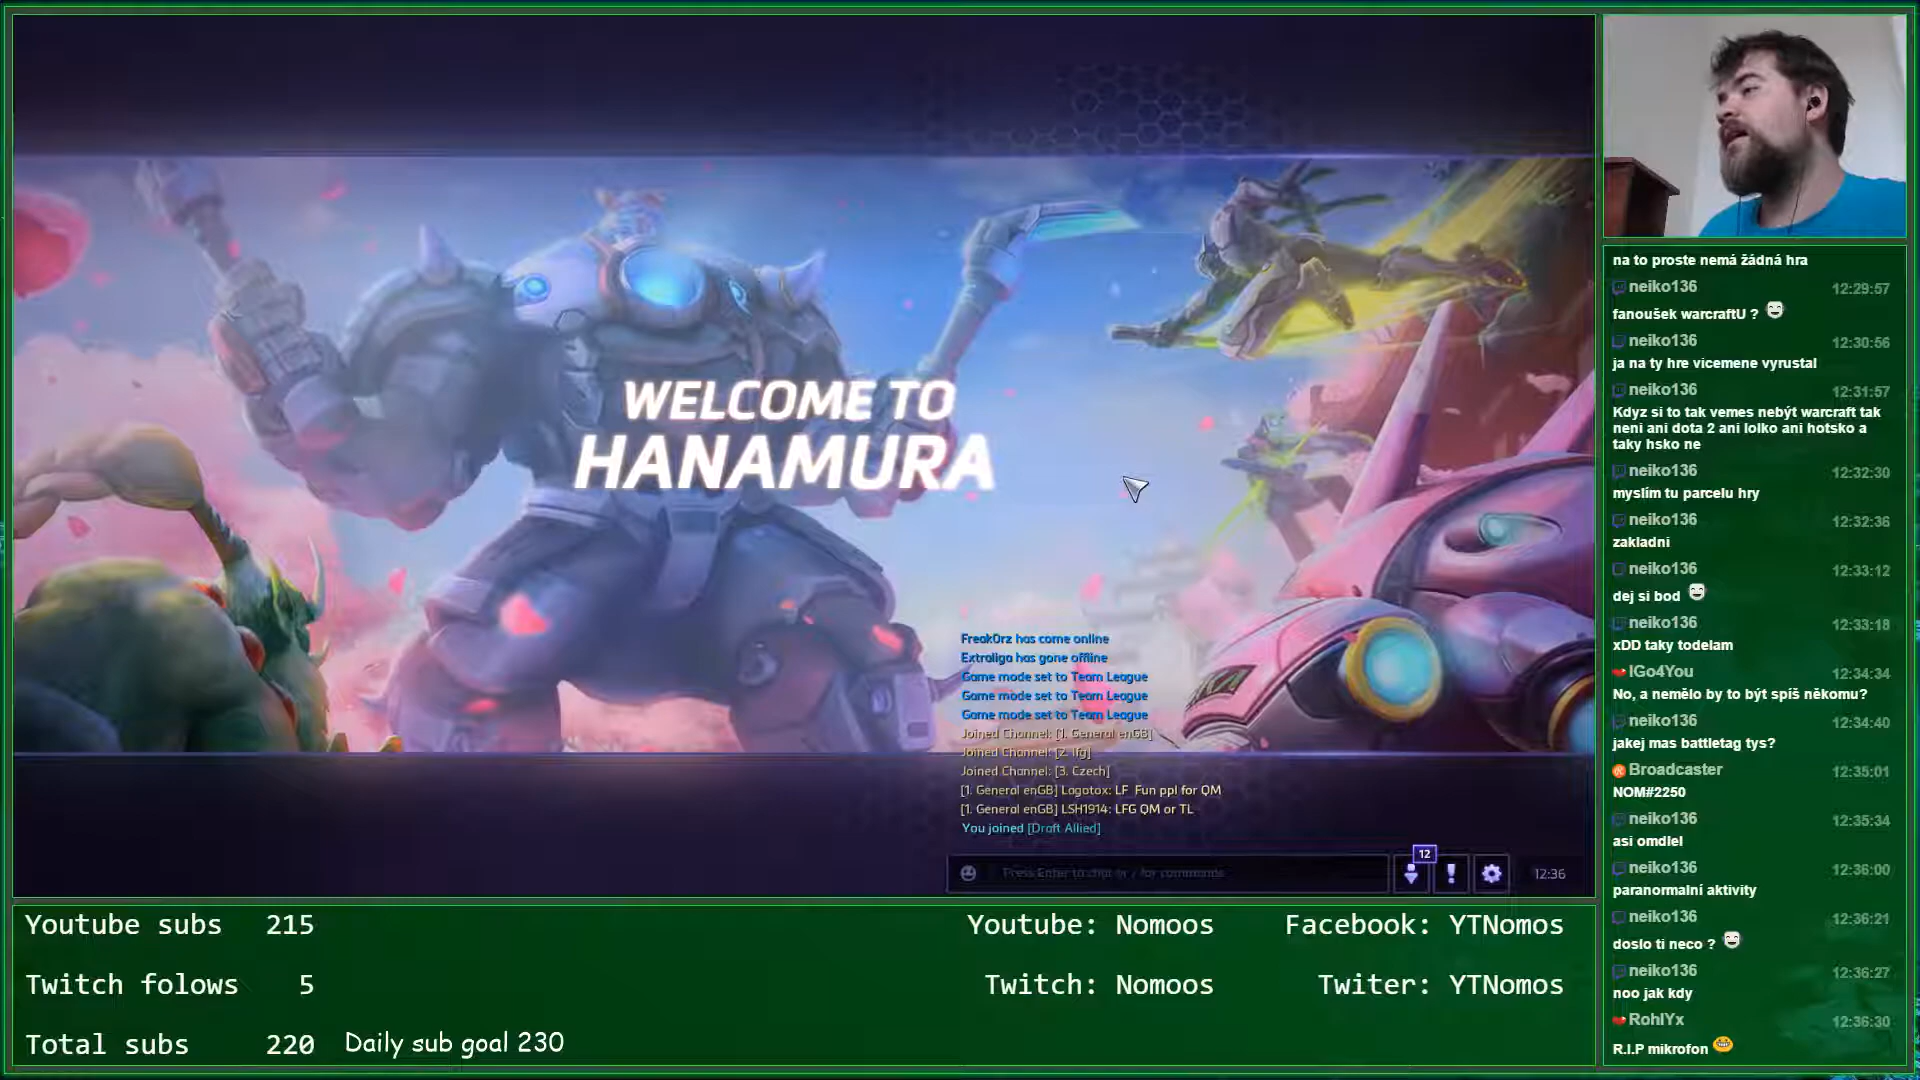 WELCOME TO
HANAMURA
FreakOrz has come online
Extraliga has gone offline
Game mode set to Team League
Game mode set to Team League
Game mode set to Team League
Joined Channel: [1. General enGB]
Joined Channel: [2. lfg]
Joined Channel: [3. Czech]
[1. General enGB] Lagotox: LF Fun ppl for QM
[1. General enGB] LSH1914: LFG QM or TL
You joined [Draft Allied]
Press Enter to chat or / for commands
12
12:36
na to proste nemá žádná hra
neiko136 12:29:57
fanoušek warcraftU ?
neiko136 12:30:56
ja na ty hre vicemene vyrustal
neiko136 12:31:57
Kdyz si to tak vemes nebýt warcraft tak
neni ani dota 2 ani lolko ani hotsko a
taky hsko ne
neiko136 12:32:30
myslím tu parcelu hry
neiko136 12:32:36
zakladni
neiko136 12:33:12
dej si bod
neiko136 12:33:18
xDD taky todelam
IGo4You 12:34:34
No, a nemělo by to být spíš někomu?
neiko136 12:34:40
jakej mas battletag tys?
Broadcaster 12:35:01
NOM#2250
neiko136 12:35:34
asi omdlel
neiko136 12:36:00
paranormalní aktivity
neiko136 12:36:21
doslo ti neco ?
neiko136 12:36:27
noo jak kdy
RohlYx 12:36:30
R.I.P mikrofon
Youtube subs 215
Youtube: Nomoos Facebook: YTNomos
Twitch folows 5
Twitch: Nomoos Twiter: YTNomos
Total subs 220 Daily sub goal 230